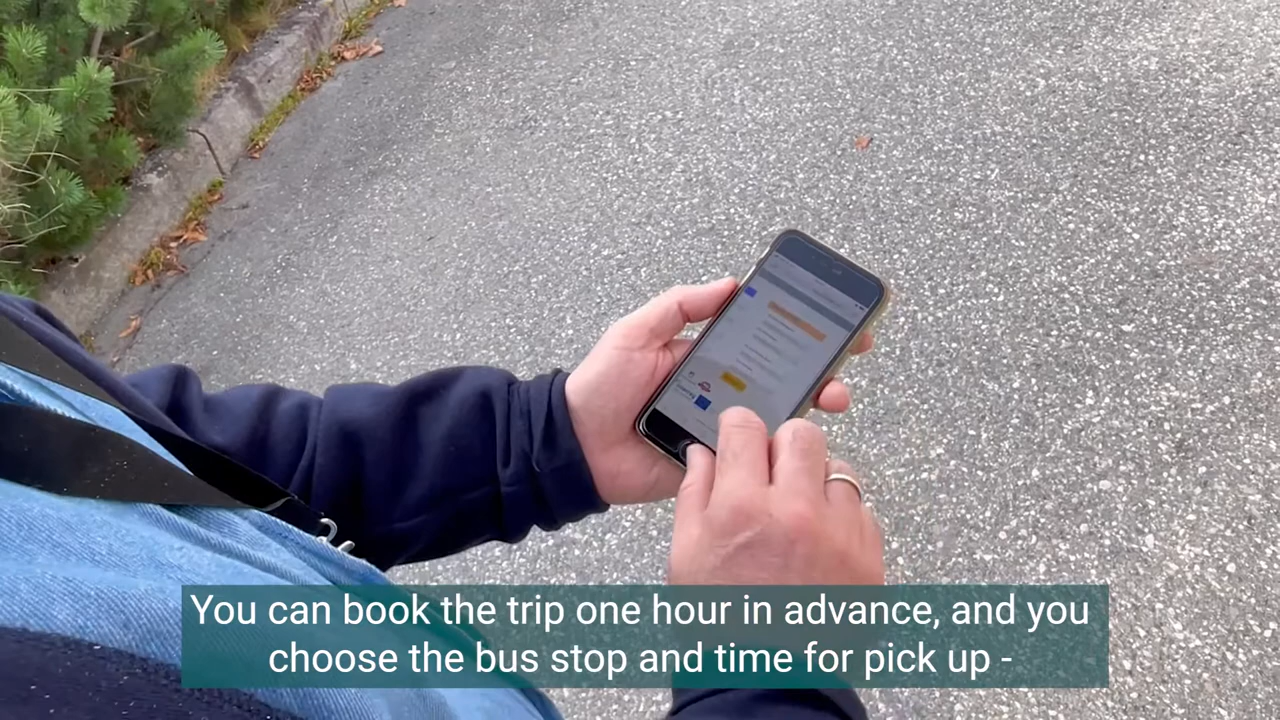 You can book the trip one hour in advance, and you
choose the bus stop and time for pick up -